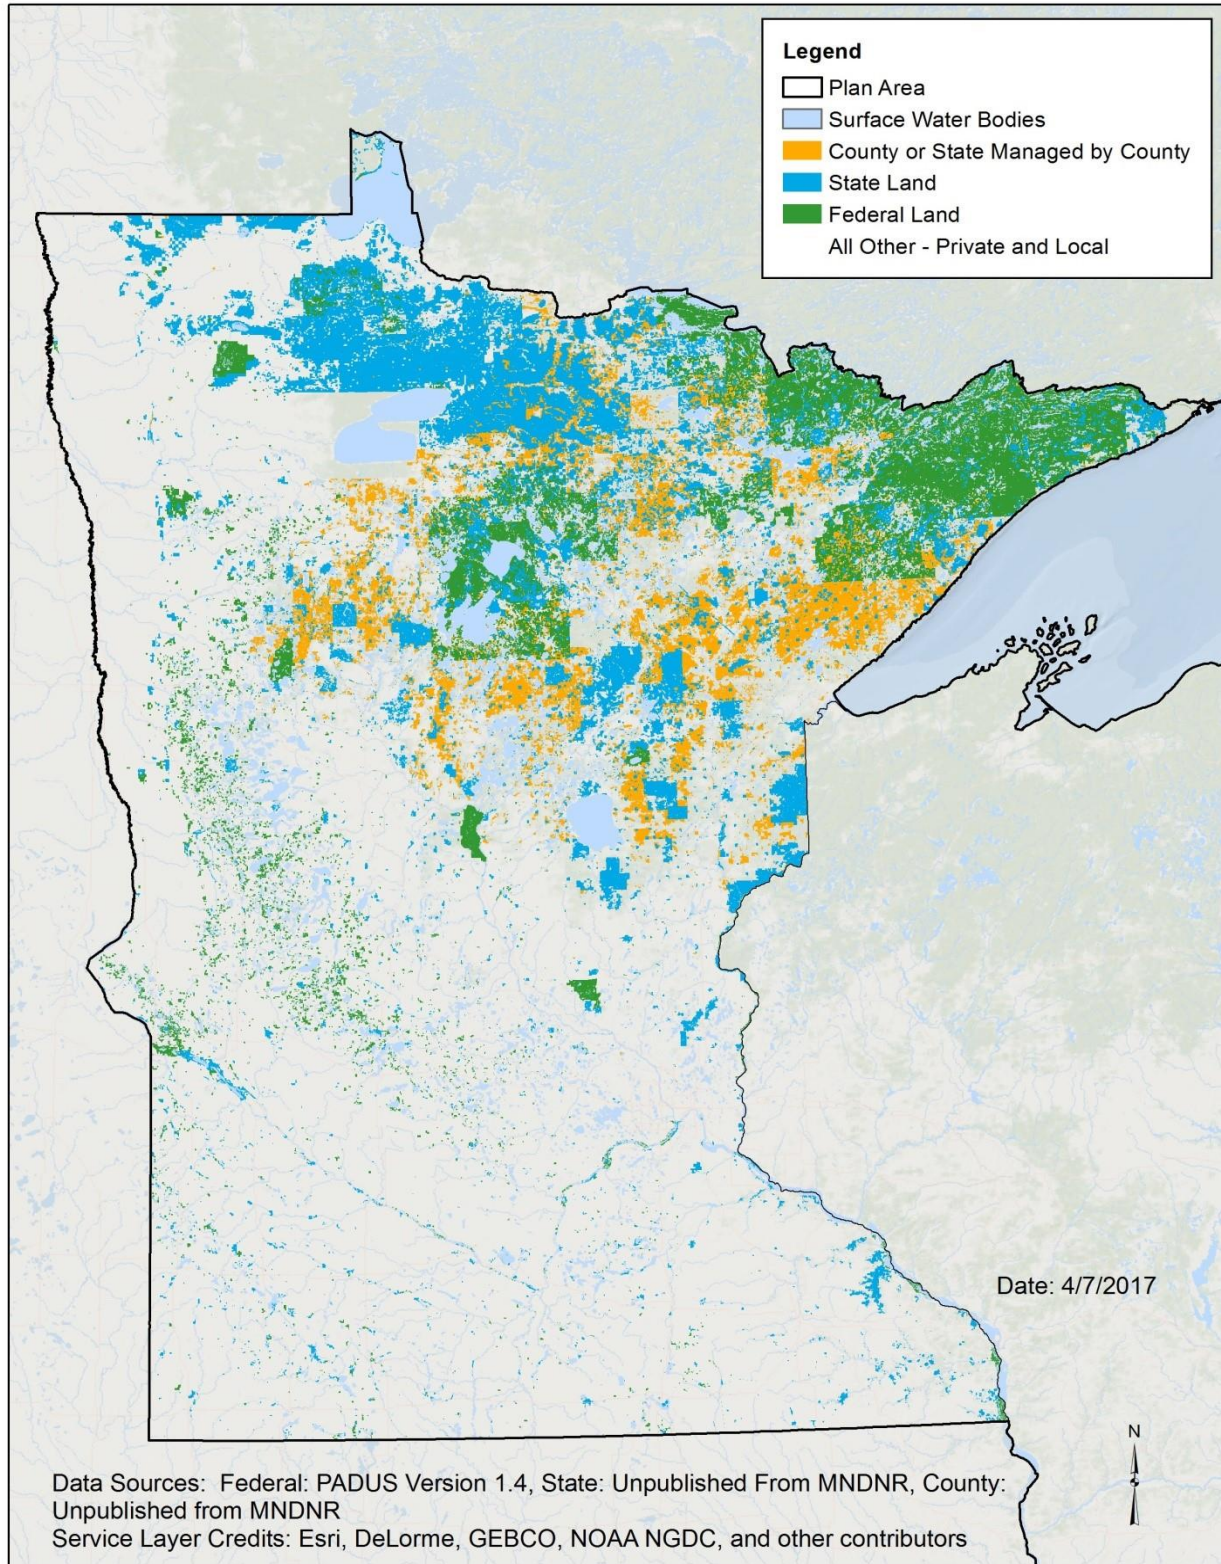 Legend
Plan Area
Surface Water Bodies
County or State Managed by County
State Land
Federal Land
All Other - Private and Local
Date: 4/7/2017
N
Data Sources:  Federal: PADUS Version 1.4, State: Unpublished From MNDNR, County:
Unpublished from MNDNR
Service Layer Credits: Esri, DeLorme, GEBCO, NOAA NGDC, and other contributors